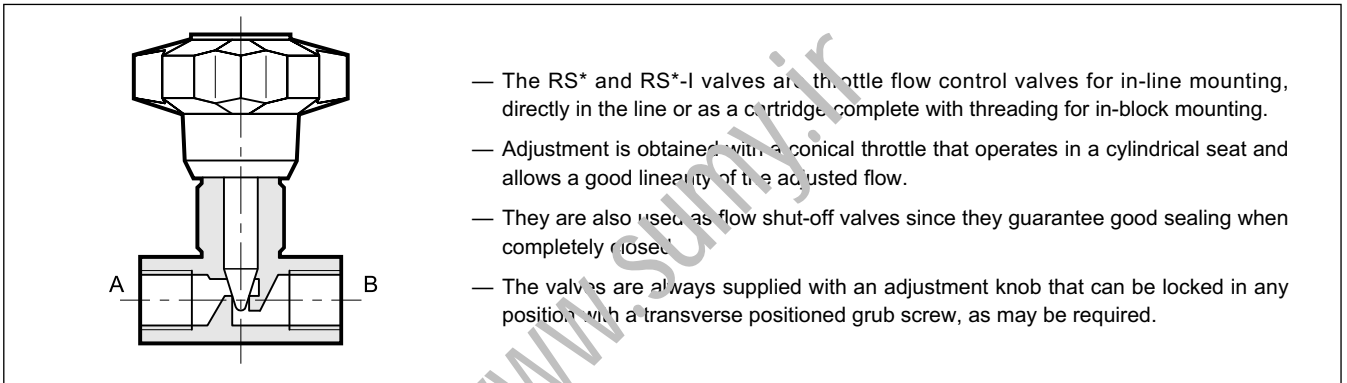 — The RS* and RS*-I valves are throttle flow control valves for in-line mounting,
directly in the line or as a cartridge complete with threading for in-block mounting.
— Adjustment is obtained with a conical throttle that operates in a cylindrical seat and
allows a good linearity of the adjusted flow.
— They are also used as flow shut-off valves since they guarantee good sealing when
completely closed.
— The valves are always supplied with an adjustment knob that can be locked in any
position with a transverse positioned grub screw, as may be required.
A
B
www.sumy.ir